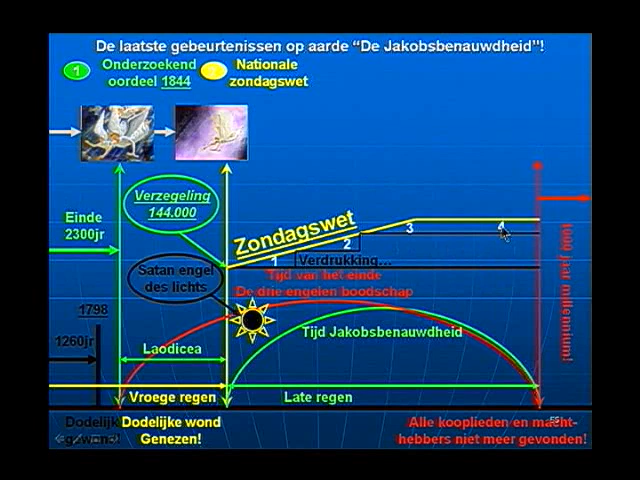 De laatste gebeurtenissen op aarde “De Jakobsbenauwdheid”!
1
Onderzoekend
oordeel 1844
2
Nationale
zondagswet
Verzegeling
144.000
Einde
2300jr
Zondagswet
1
2
3
4
Verdrukking...
Satan engel
des lichts
Tijd van het einde
De drie engelen boodschap
1000 jaar millennium!
1798
1260jr
Tijd Jakobsbenauwdheid
Laodicea
Vroege regen
Late regen
Dodelijk
Dodelijke wond
Genezen!
Alle kooplieden en macht-
hebbers niet meer gevonden!